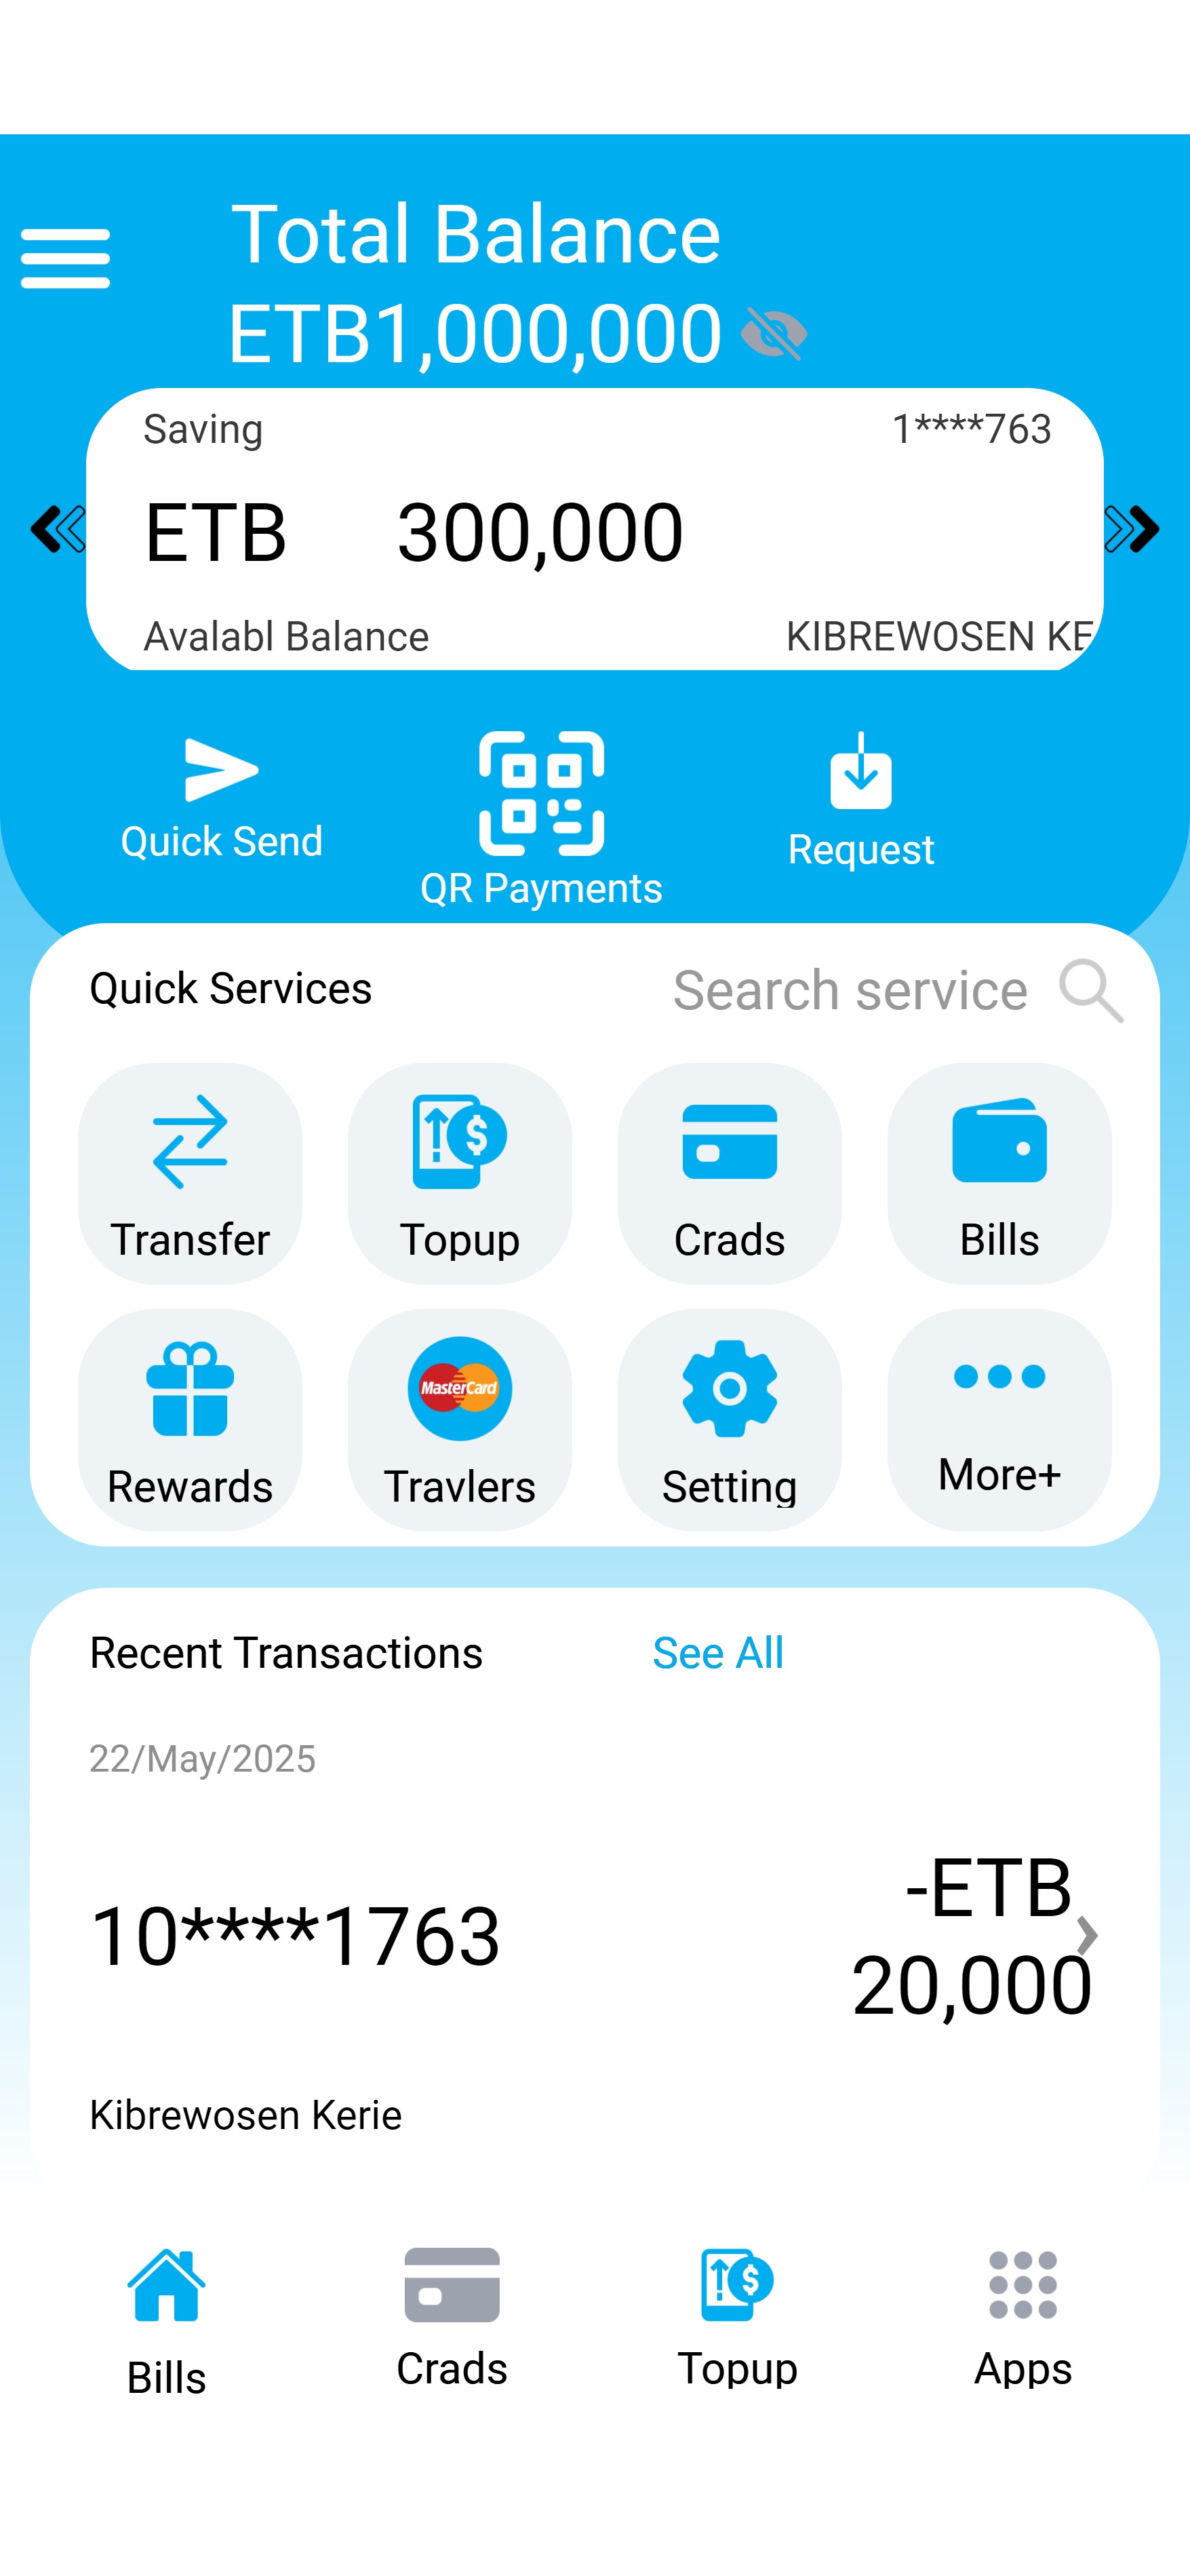 Total Balance
ETB1,000,000
Saving 1****763
ETB 300,000
Avalabl Balance KIBREWOSEN KE
Quick Send
QR Payments
Request
Quick Services Search service
Transfer Topup Crads Bills
MasterCard
Rewards Travlers Setting More+
Recent Transactions See All
22/May/2025
10****1763
-ETB
20,000
Kibrewosen Kerie
Bills Crads Topup Apps